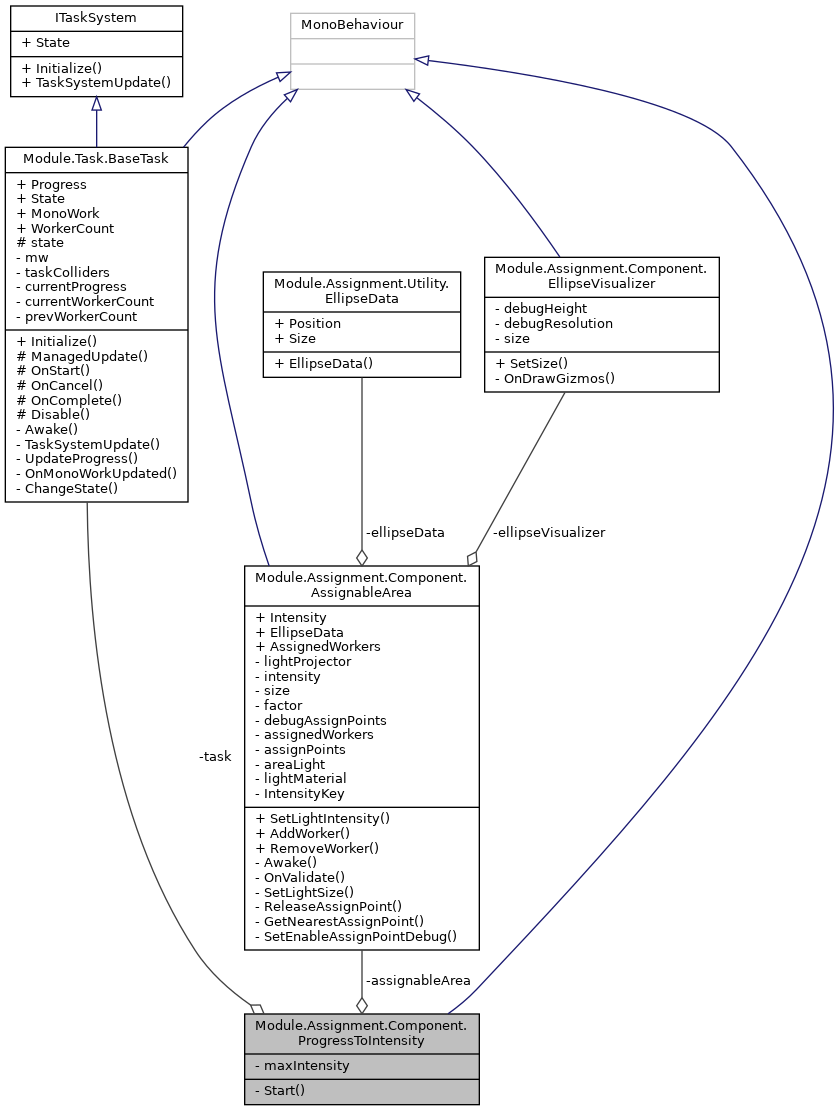 ITaskSystem
+ State
+ Initialize()
+ TaskSystemUpdate()
MonoBehaviour
Module.Task.BaseTask
+ Progress
+ State
+ MonoWork
+ WorkerCount
# state
- mw
- taskColliders
- currentProgress
- currentWorkerCount
- prevWorkerCount
+ Initialize()
# ManagedUpdate()
# OnStart()
# OnCancel()
# OnComplete()
# Disable()
- Awake()
- TaskSystemUpdate()
- UpdateProgress()
- OnMonoWorkUpdated()
- ChangeState()
Module.Assignment.Utility.
EllipseData
+ Position
+ Size
+ EllipseData()
Module.Assignment.Component.
EllipseVisualizer
- debugHeight
- debugResolution
- size
+ SetSize()
- OnDrawGizmos()
-ellipseData
-ellipseVisualizer
Module.Assignment.Component.
AssignableArea
+ Intensity
+ EllipseData
+ AssignedWorkers
- lightProjector
- intensity
- size
- factor
- debugAssignPoints
- assignedWorkers
- assignPoints
- areaLight
- lightMaterial
- IntensityKey
+ SetLightIntensity()
+ AddWorker()
+ RemoveWorker()
- Awake()
- OnValidate()
- SetLightSize()
- ReleaseAssignPoint()
- GetNearestAssignPoint()
- SetEnableAssignPointDebug()
-task
-assignableArea
Module.Assignment.Component.
ProgressToIntensity
- maxIntensity
- Start()